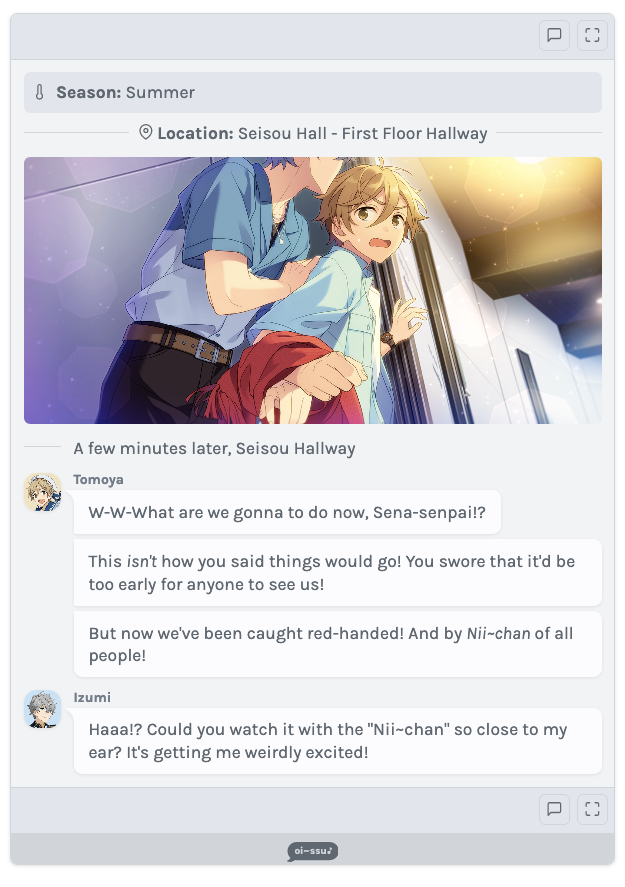 Season: Summer
Location: Seisou Hall - First Floor Hallway
A few minutes later, Seisou Hallway
Tomoya
W-W-What are we gonna to do now, Sena-senpai!?
This isn't how you said things would go! You swore that it'd be
too early for anyone to see us!
But now we've been caught red-handed! And by Nii~chan of all
people!
Izumi
Haaa!? Could you watch it with the "Nii~chan" so close to my
ear? It's getting me weirdly excited!
oi~ssu♪